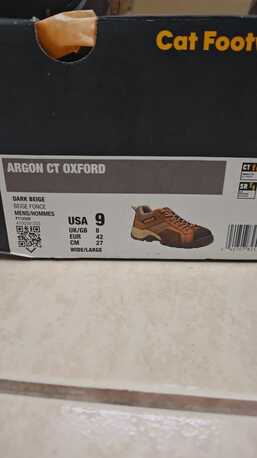 Cat Footw
ARGON CT OXFORD
CT
SR
DARK BEIGE
BEIGE FONCE
MENS/HOMMES
USA 9
UK/GB 8
EUR 42
CM 27
WIDE/LARGE